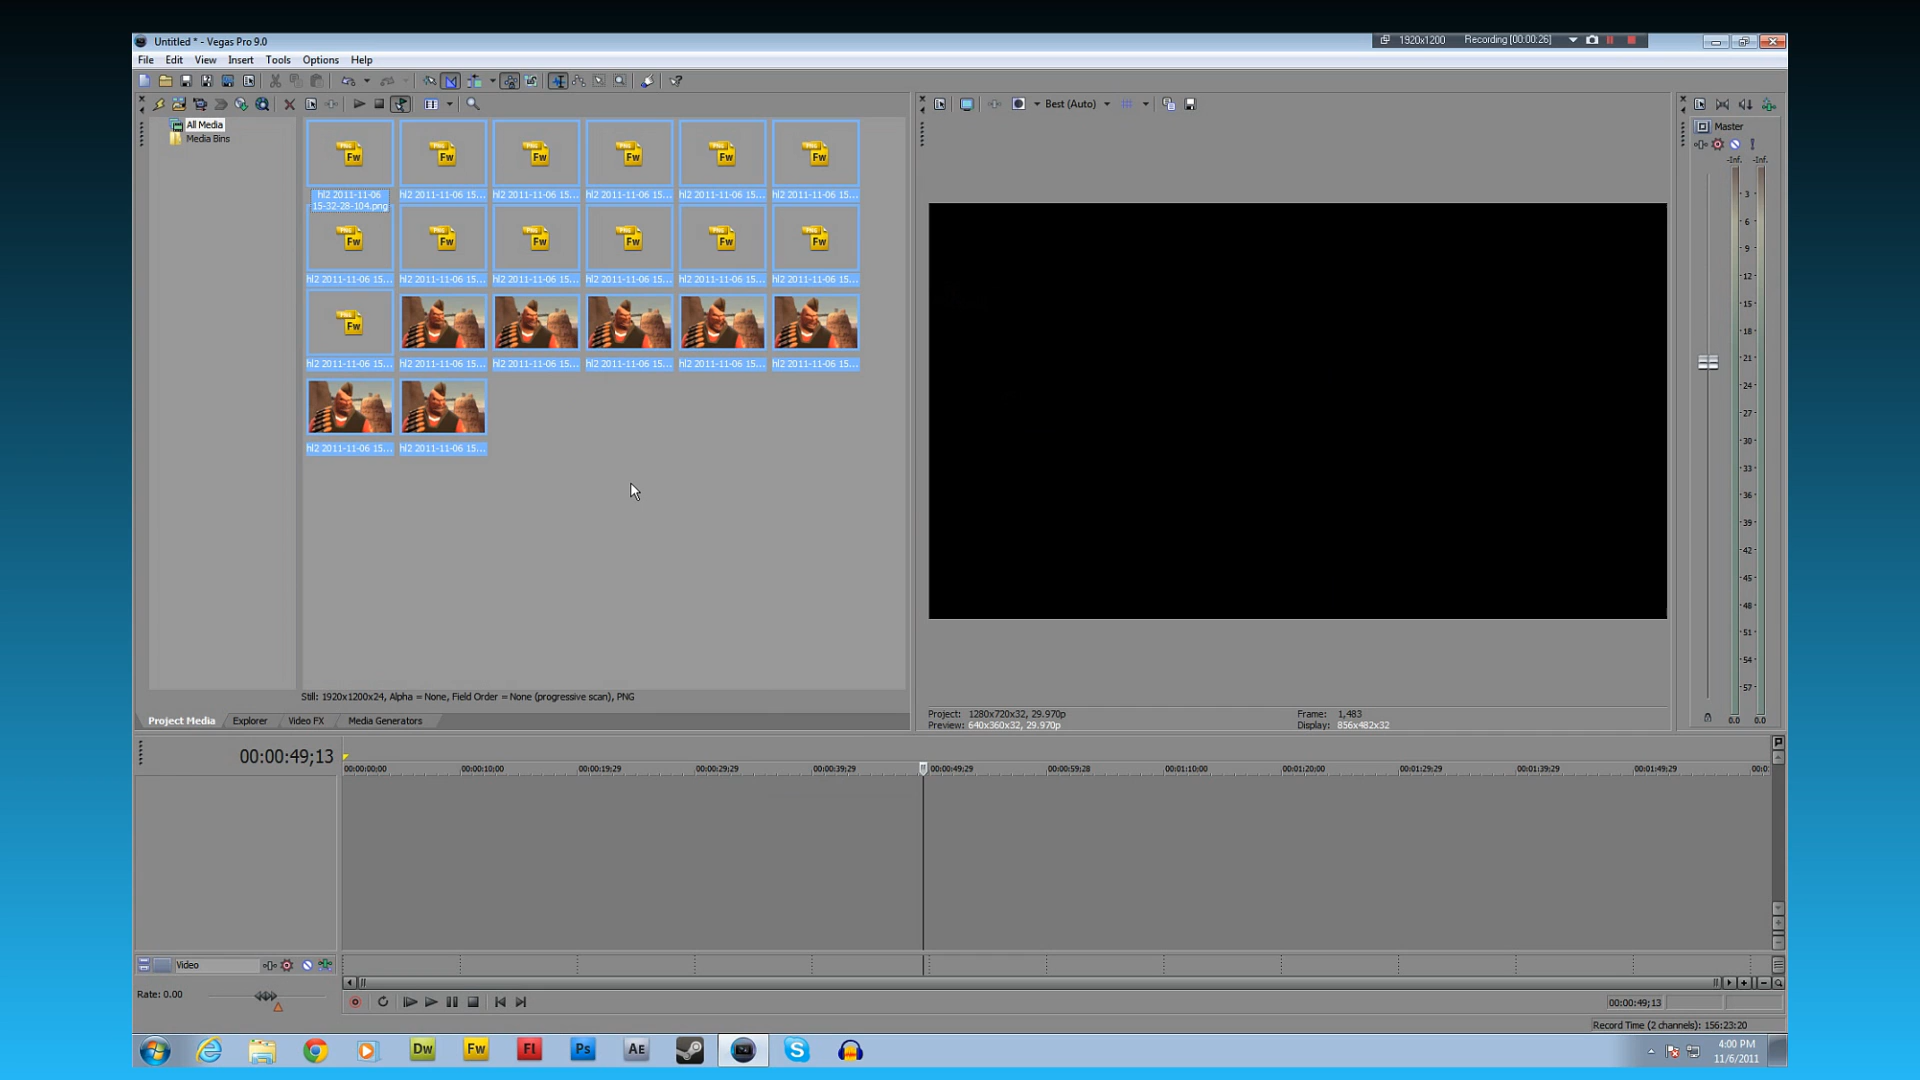 Untitled * - Vegas Pro 9.0
1920x1200 Recording [00:00:26]
File Edit View Insert Tools Options Help
Best (Auto)
All Media
Media Bins
Master
-Inf. -Inf.
hl2 2011-11-06
15-32-28-104.png
hl2 2011-11-06 15... hl2 2011-11-06 15... hl2 2011-11-06 15... hl2 2011-11-06 15... hl2 2011-11-06 15...
hl2 2011-11-06 15... hl2 2011-11-06 15... hl2 2011-11-06 15... hl2 2011-11-06 15... hl2 2011-11-06 15... hl2 2011-11-06 15...
hl2 2011-11-06 15... hl2 2011-11-06 15... hl2 2011-11-06 15... hl2 2011-11-06 15... hl2 2011-11-06 15... hl2 2011-11-06 15...
hl2 2011-11-06 15... hl2 2011-11-06 15...
3
6
9
12
15
18
21
24
27
30
33
36
39
42
45
48
51
54
57
0.0 0.0
Still: 1920x1200x24, Alpha = None, Field Order = None (progressive scan), PNG
Project Media Explorer Video FX Media Generators
Project: 1280x720x32, 29.970p
Preview: 640x360x32, 29.970p
Frame: 1,483
Display: 856x482x32
00:00:49;13
00:00:00;00 00:00:10;00 00:00:19;29 00:00:29;29 00:00:39;29 00:00:49;29 00:00:59;28 00:01:10;00 00:01:20;00 00:01:29;29 00:01:39;29 00:01:49;29 00:0
Video
Rate: 0.00
00:00:49;13
Record Time (2 channels): 156:23:20
Dw Fw Fl Ps AE
4:00 PM
11/6/2011